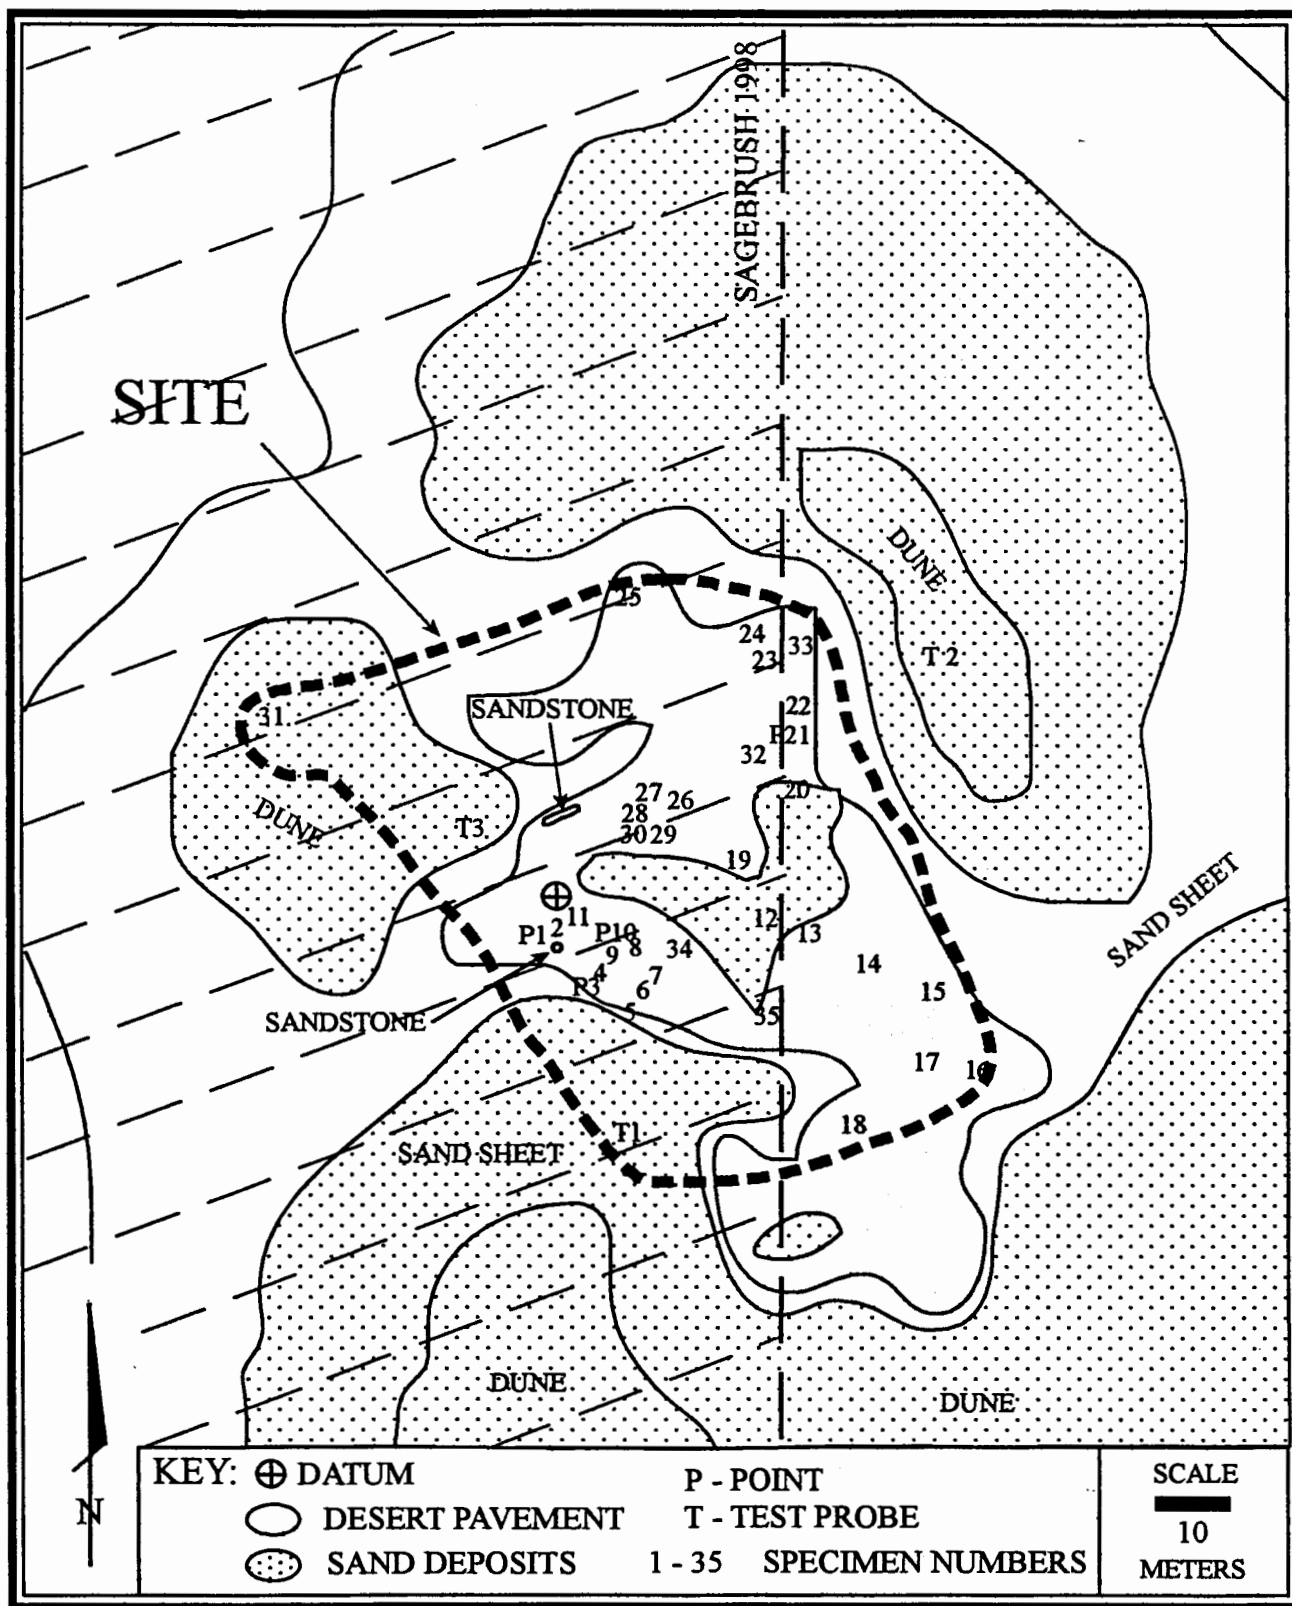 SAGEBRUSH 1998
SITE
DUNE
25
24
33
23
T 2
31
SANDSTONE
22
P21
32
27
26
20
28
DUNE
T3
30
29
19
SAND SHEET
11
12
P1
2
P10
13
8
34
9
14
4
7
P3
6
15
5
35
SANDSTONE
17
16
18
T1
SAND SHEET
DUNE
DUNE
KEY: DATUM
P - POINT
DESERT PAVEMENT
T - TEST PROBE
SAND DEPOSITS
1 - 35 SPECIMEN NUMBERS
SCALE
10
METERS
N